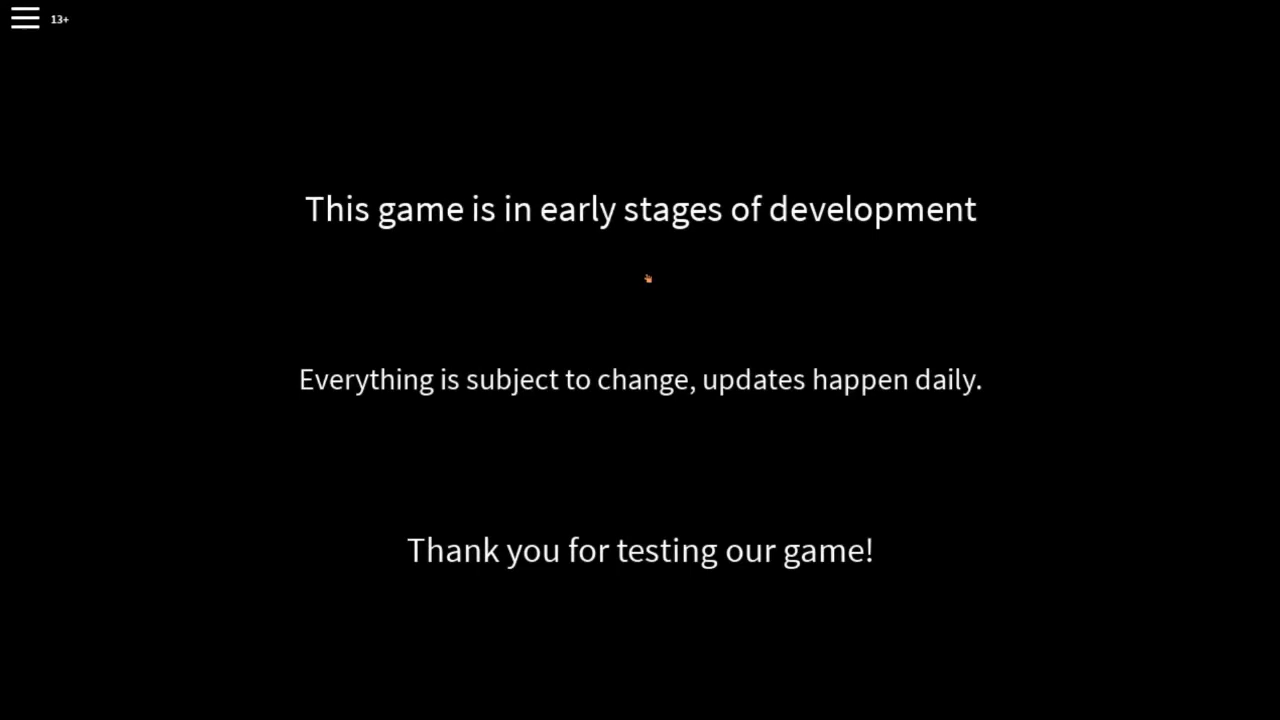 13+
This game is in early stages of development
Everything is subject to change, updates happen daily.
Thank you for testing our game!